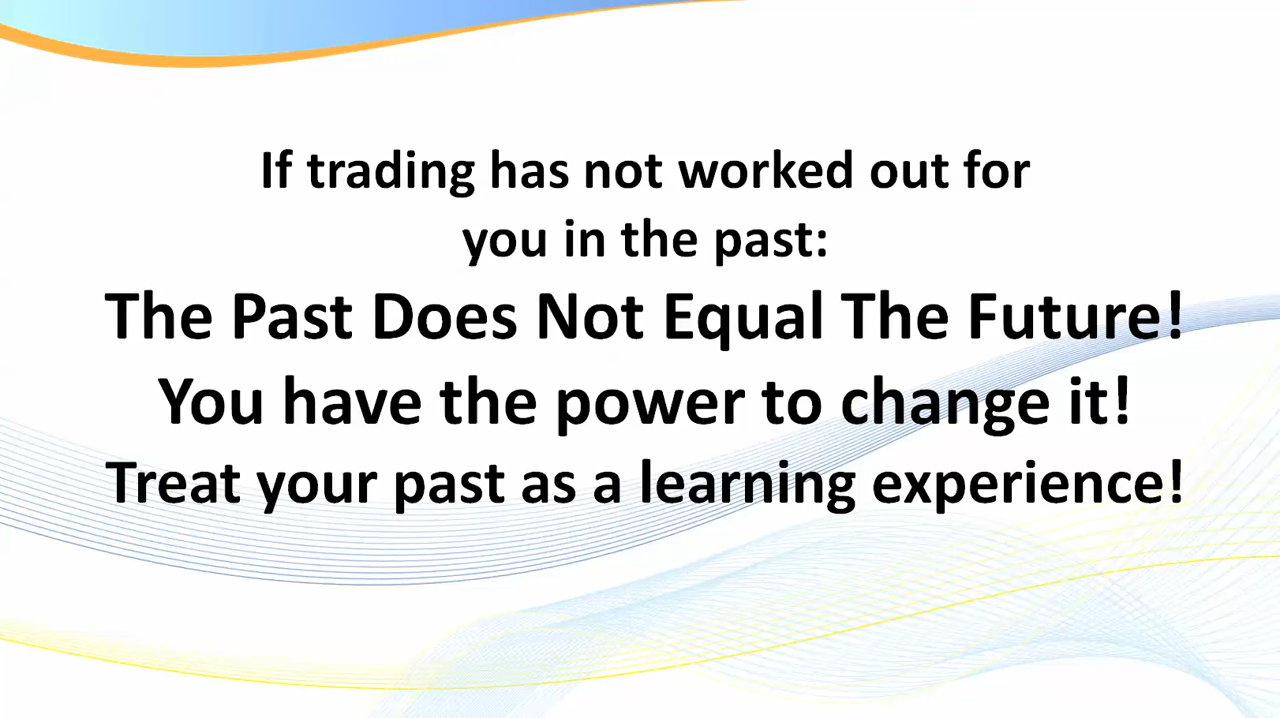 If trading has not worked out for
you in the past:
The Past Does Not Equal The Future!
You have the power to change it!
Treat your past as a learning experience!